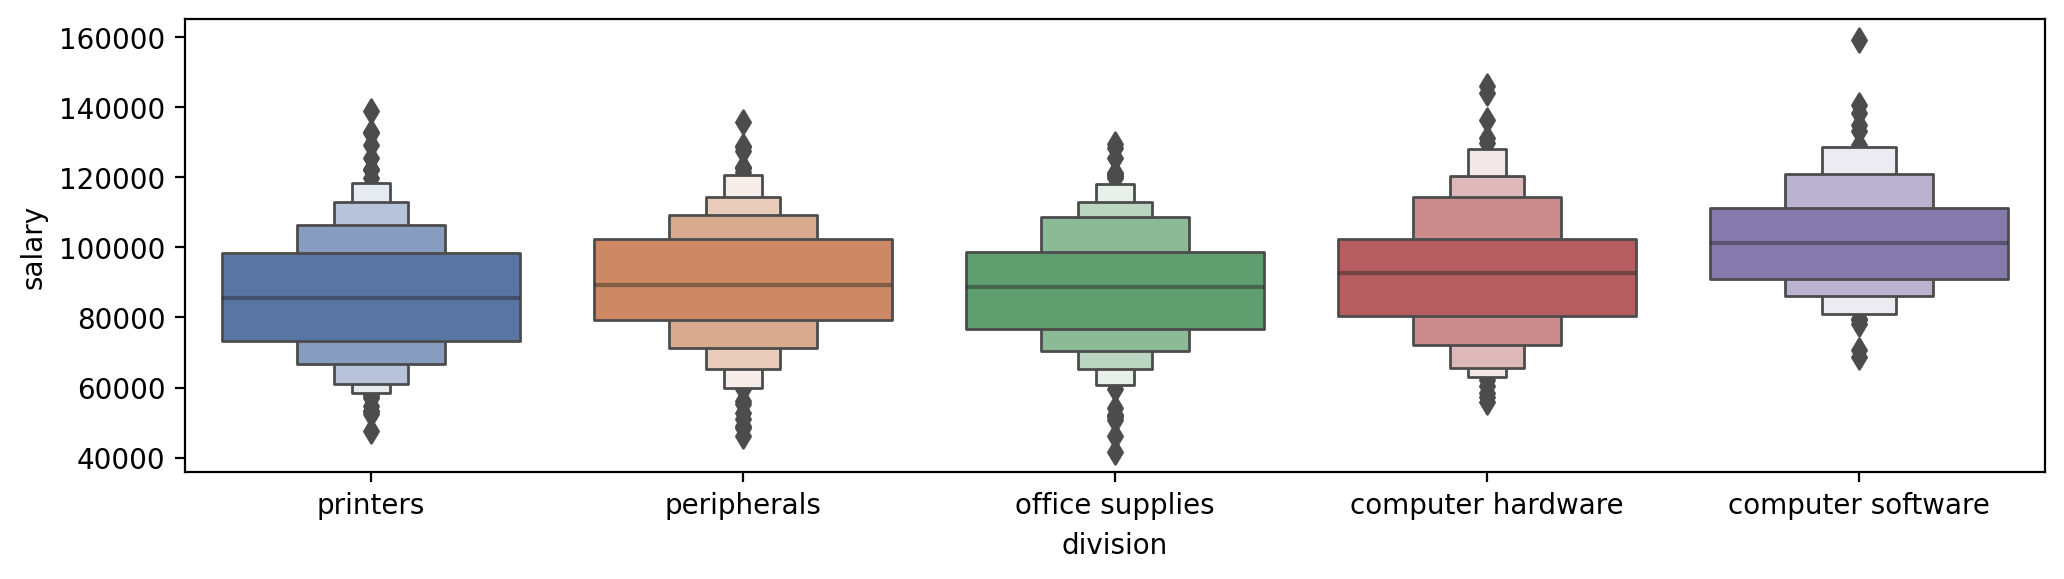 160000
140000
120000
100000
80000
60000
40000
salary
printers
peripherals
office supplies
computer hardware
computer software
division